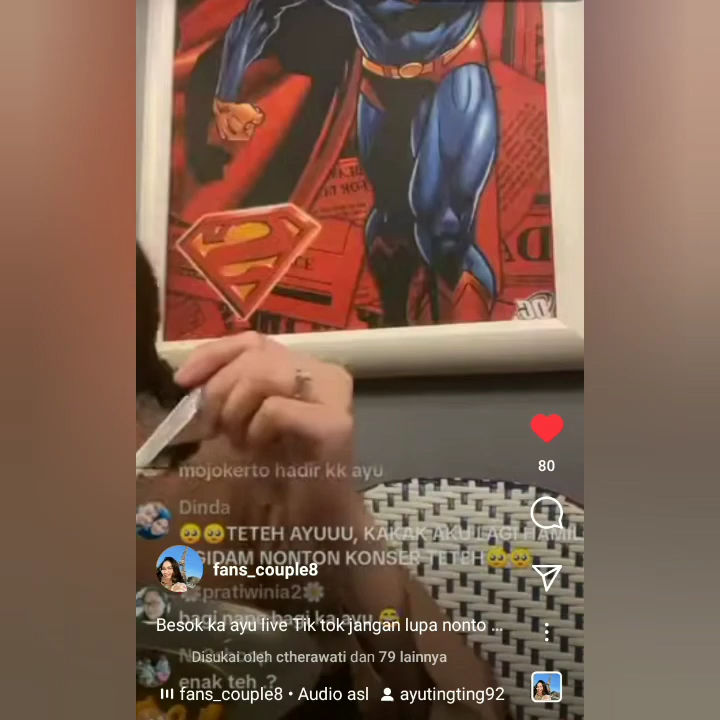 80
mojokerto hadir kk ayu
Dinda
🥺🥺TETEH AYUUU, KAKAK AKU LAGI HAMIL
NGIDAM NONTON KONSER TETEH🥺🥺
fans_couple8
🌸pratiwinia2🌸
bagi napa bagi ka ayu 😁
Besok ka ayu live Tik tok jangan lupa nonto ...
Disukai oleh ctherawati dan 79 lainnya
enak teh ?
fans_couple8 • Audio asl
ayutingting92